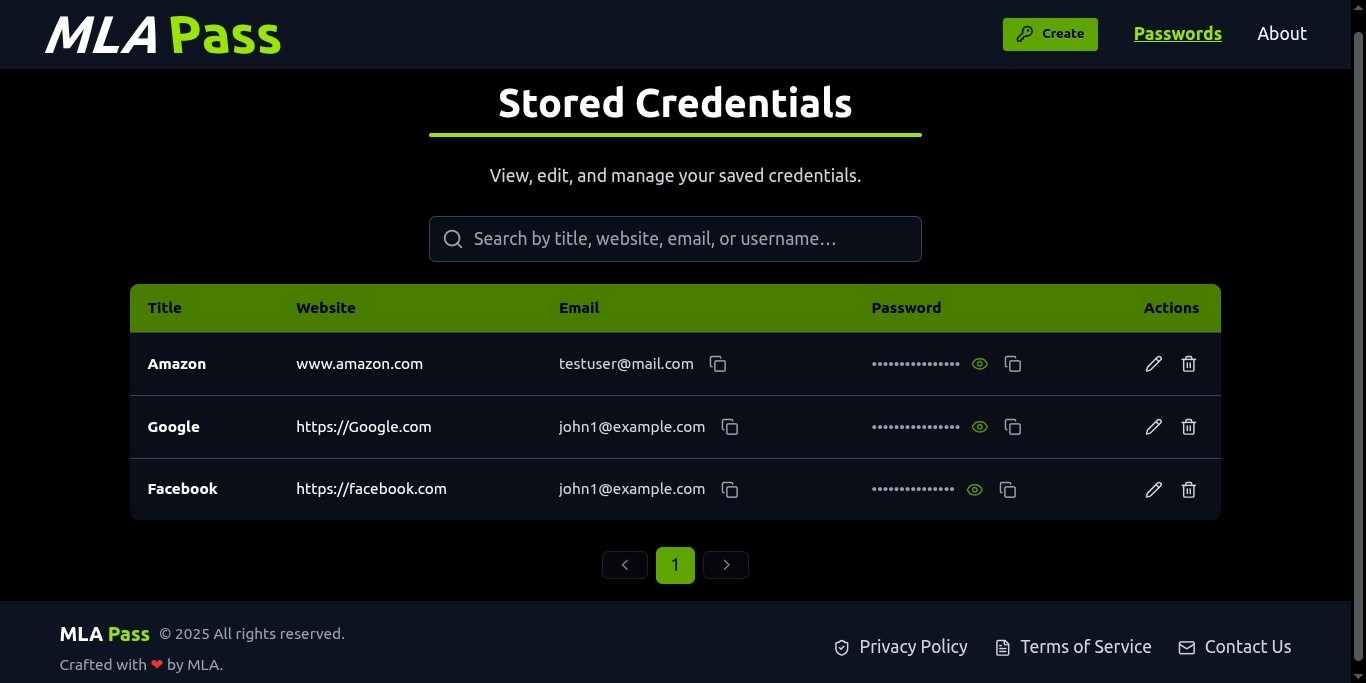 MLA Pass Create Passwords About
Stored Credentials
View, edit, and manage your saved credentials.
Search by title, website, email, or username...
Title Website Email Password Actions
Amazon www.amazon.com testuser@mail.com ••••••••••••••••
Google https://Google.com john1@example.com ••••••••••••••••
Facebook https://facebook.com john1@example.com •••••••••••••••
1
MLA Pass © 2025 All rights reserved.
Crafted with ❤ by MLA.
Privacy Policy Terms of Service Contact Us